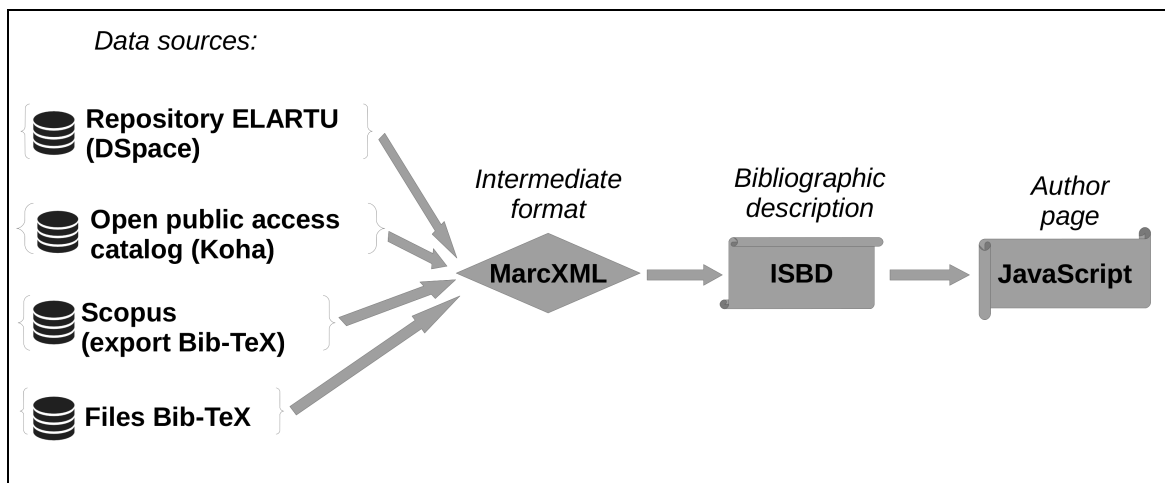 Data sources:
Repository ELARTU
(DSpace)
Open public access
catalog (Koha)
Scopus
(export Bib-TeX)
Files Bib-TeX
Intermediate
format
MarcXML
Bibliographic
description
ISBD
Author
page
JavaScript